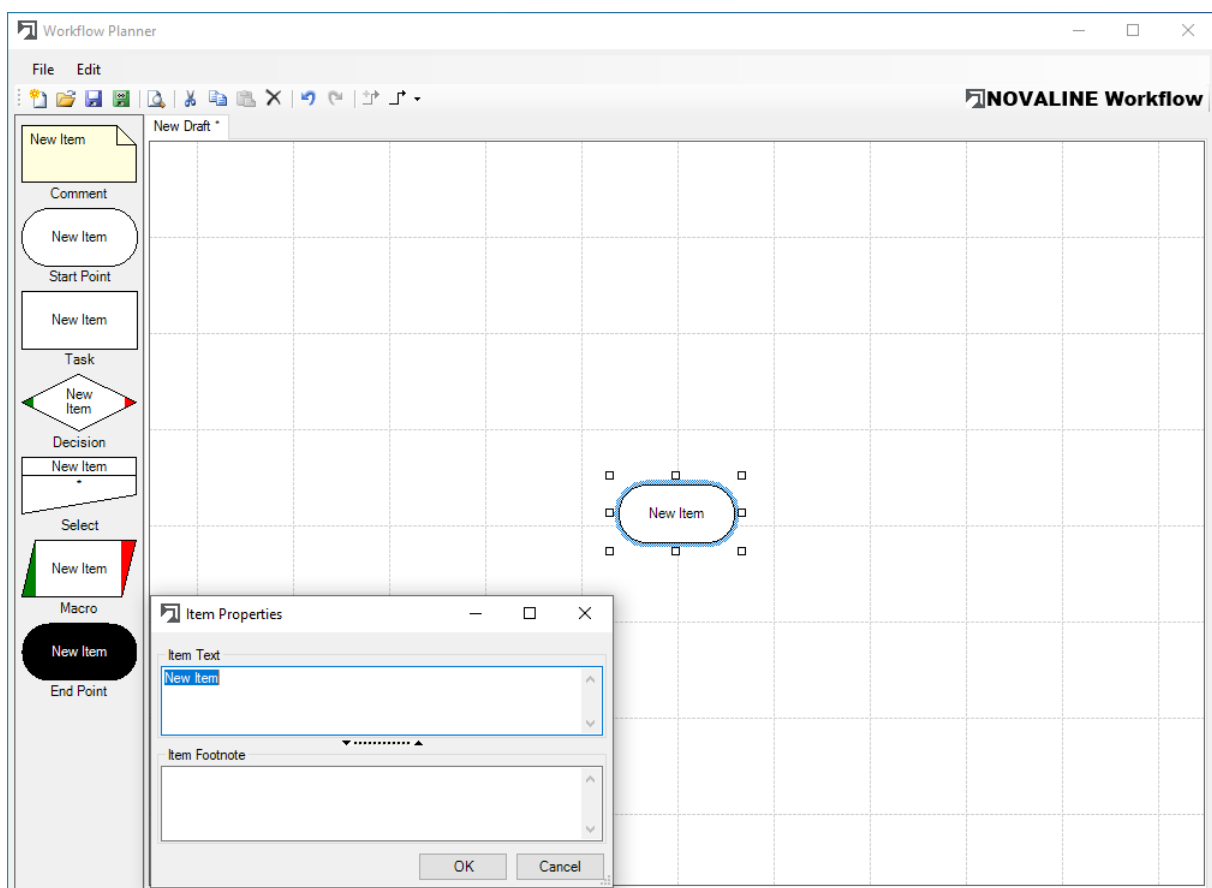 Workflow Planner
File Edit
NOVALINE Workflow
New Draft *
New Item
Comment
New Item
Start Point
New Item
Task
New
Item
Decision
New Item
*
Select
New Item
Macro
New Item
End Point
New Item
Item Properties
Item Text
New Item
Item Footnote
OK Cancel